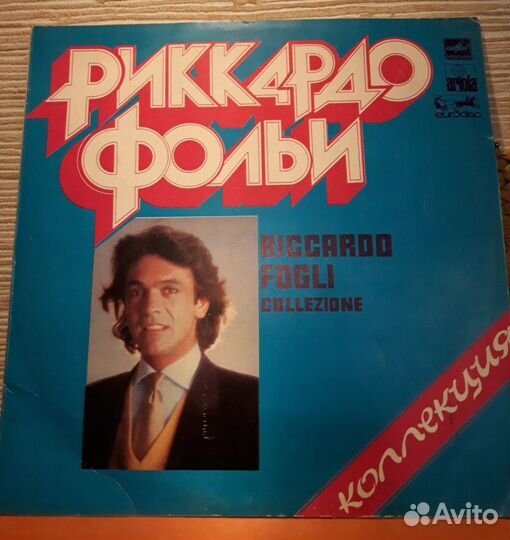 РИККАРДО
ФОЛЬИ
ariola
eurodisc
RICCARDO
FOGLI
COLLEZIONE
КОЛЛЕКЦИЯ
Avito